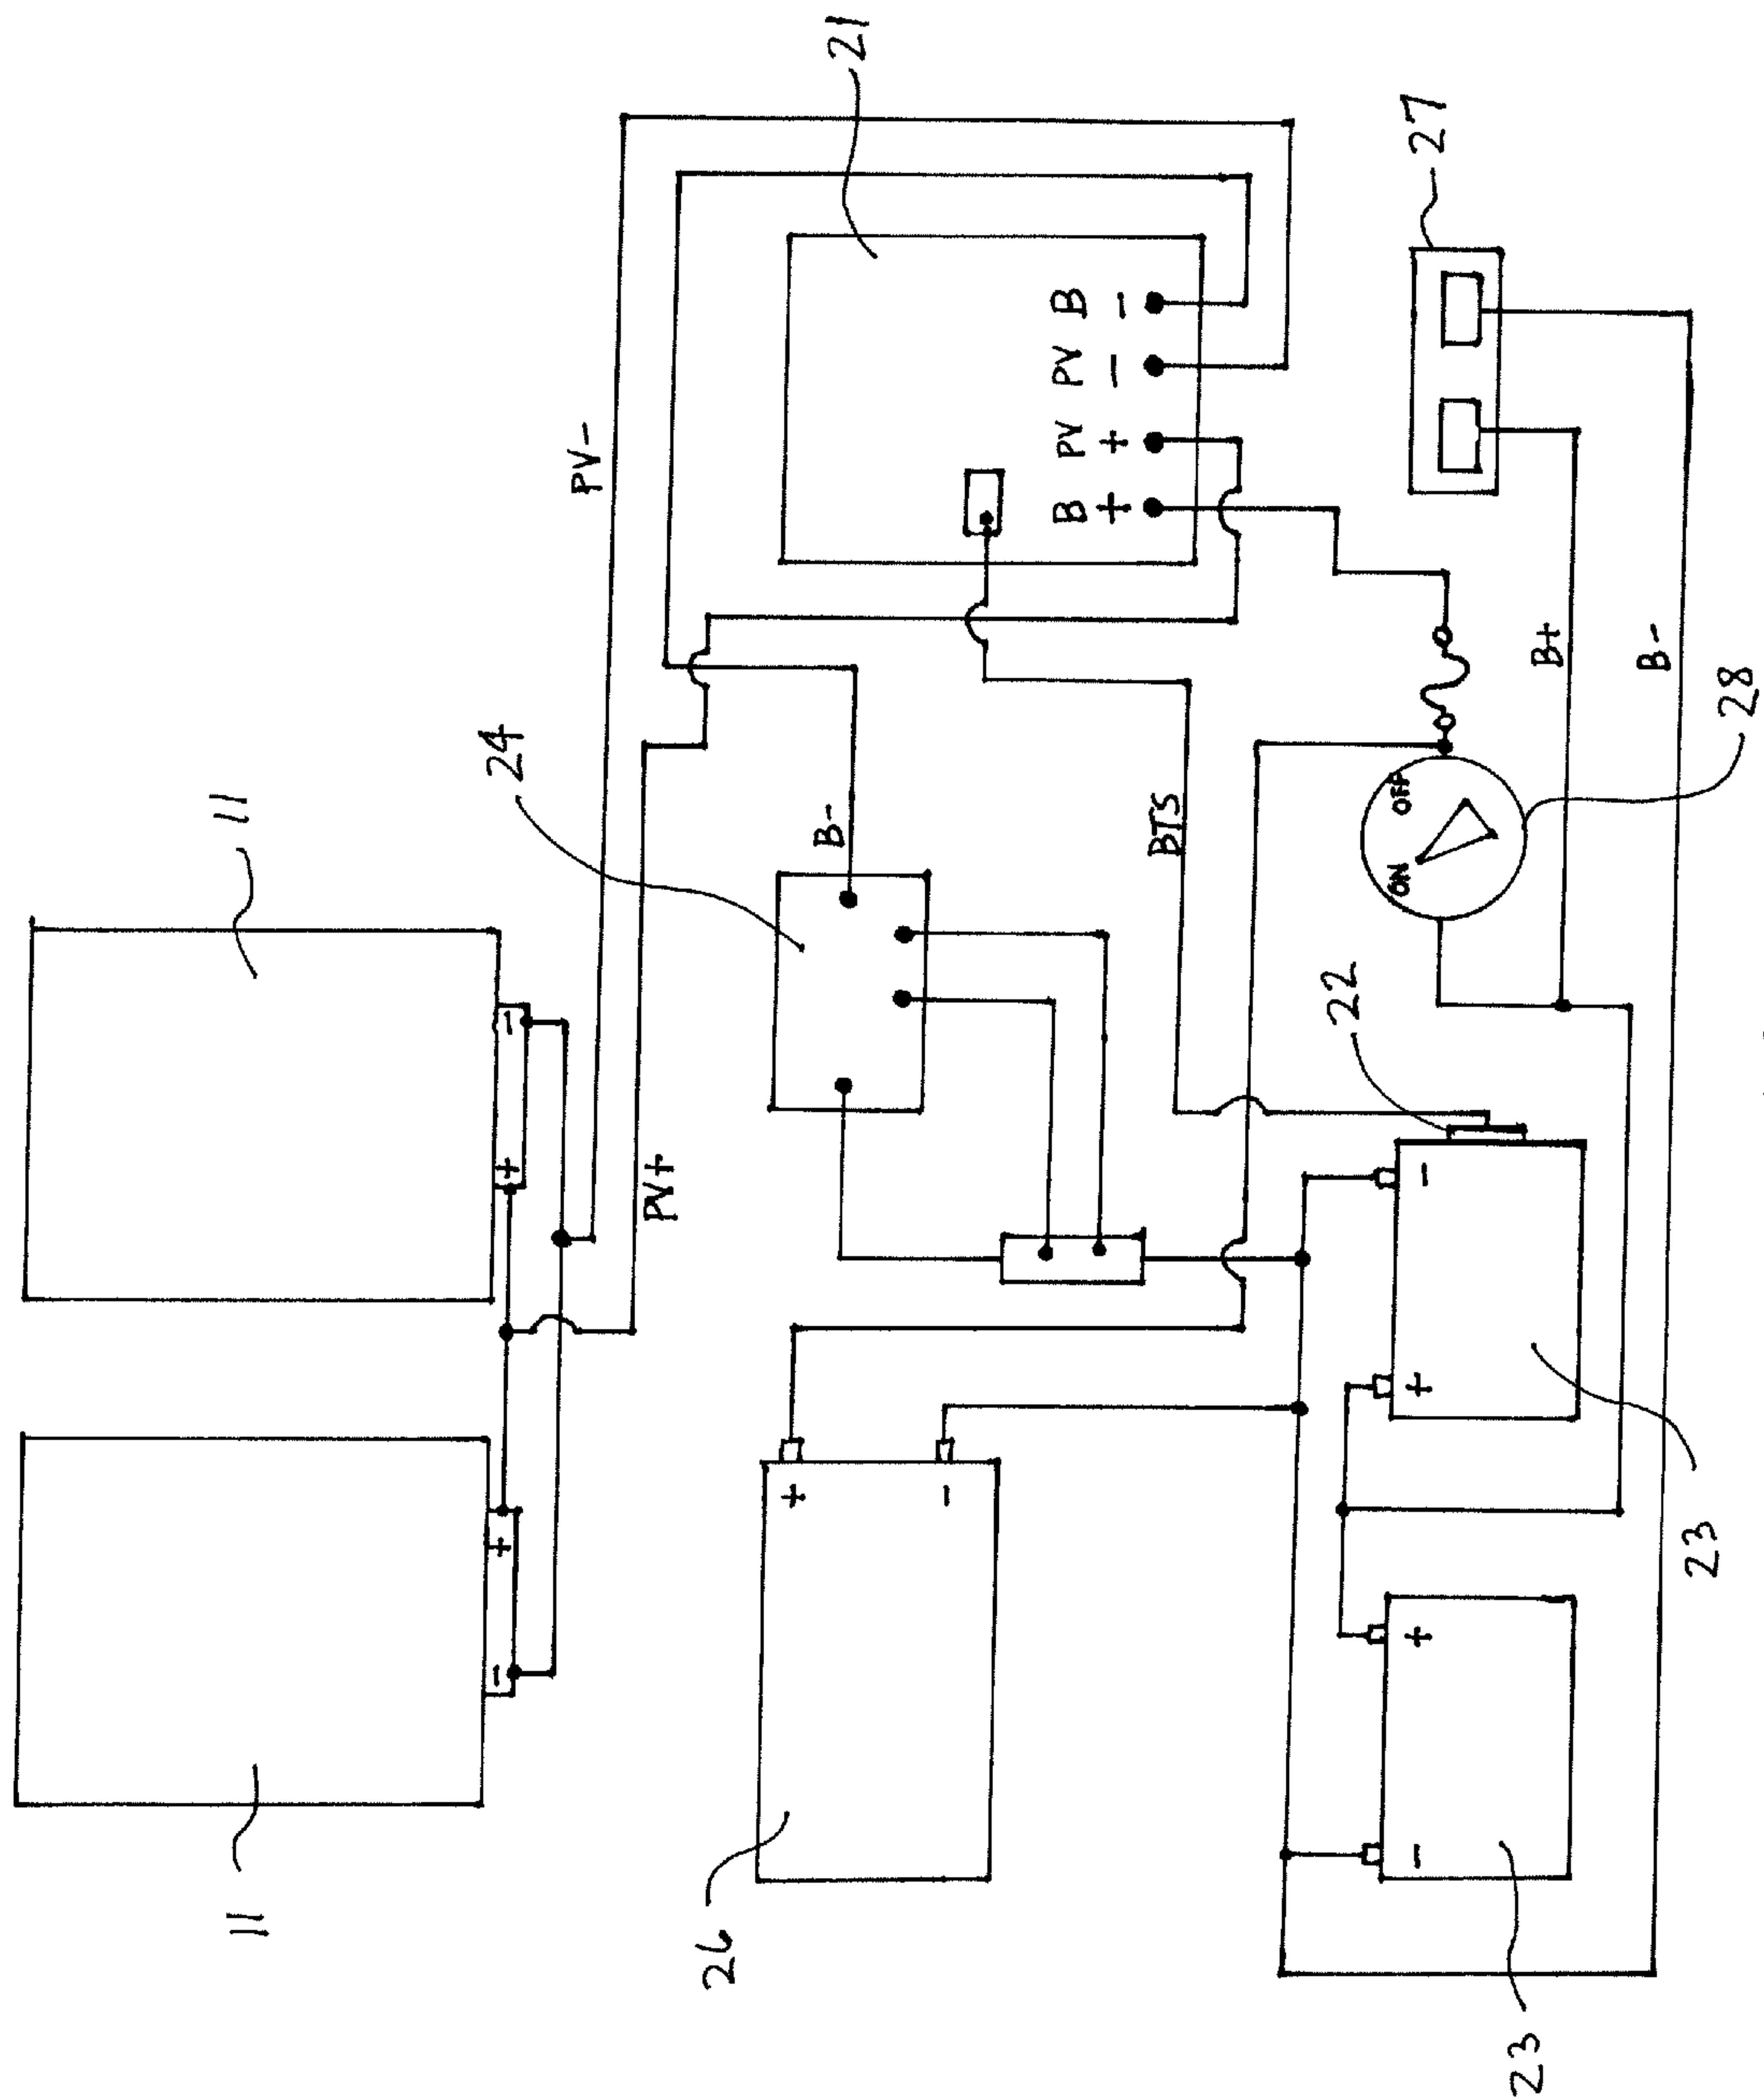 11
11
+
-
-
+
PV-
PV+
24
21
B-
B
PV
PV
B
+
+
-
-
26
+
-
BTS
ON
OFF
28
27
B+
B-
22
23
-
+
+
-
23